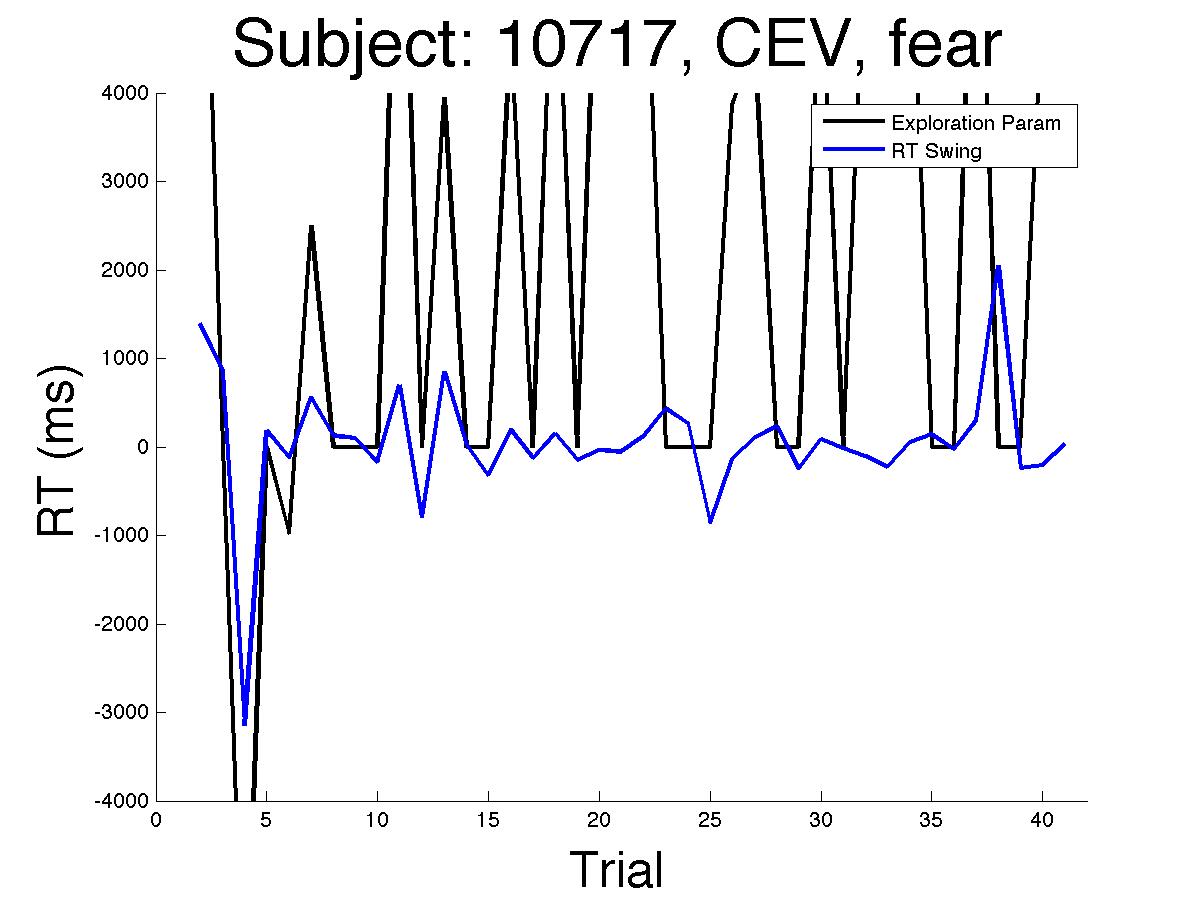 Subject: 10717, CEV, fear
4000
3000
2000
1000
0
-1000
-2000
-3000
-4000
RT (ms)
Exploration Param
RT Swing
0 5 10 15 20 25 30 35 40
Trial